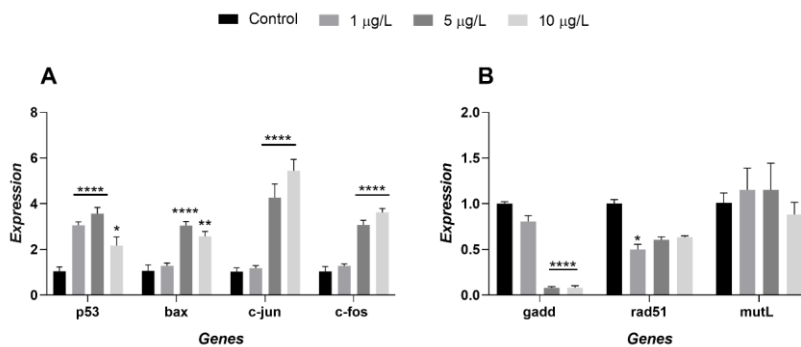 Control 1 μg/L 5 μg/L 10 μg/L
A
Expression
8
6
4
2
0
****
*
****
**
****
****
p53 bax c-jun c-fos
Genes
B
Expression
2.0
1.5
1.0
0.5
0.0
****
*
gadd rad51 mutL
Genes